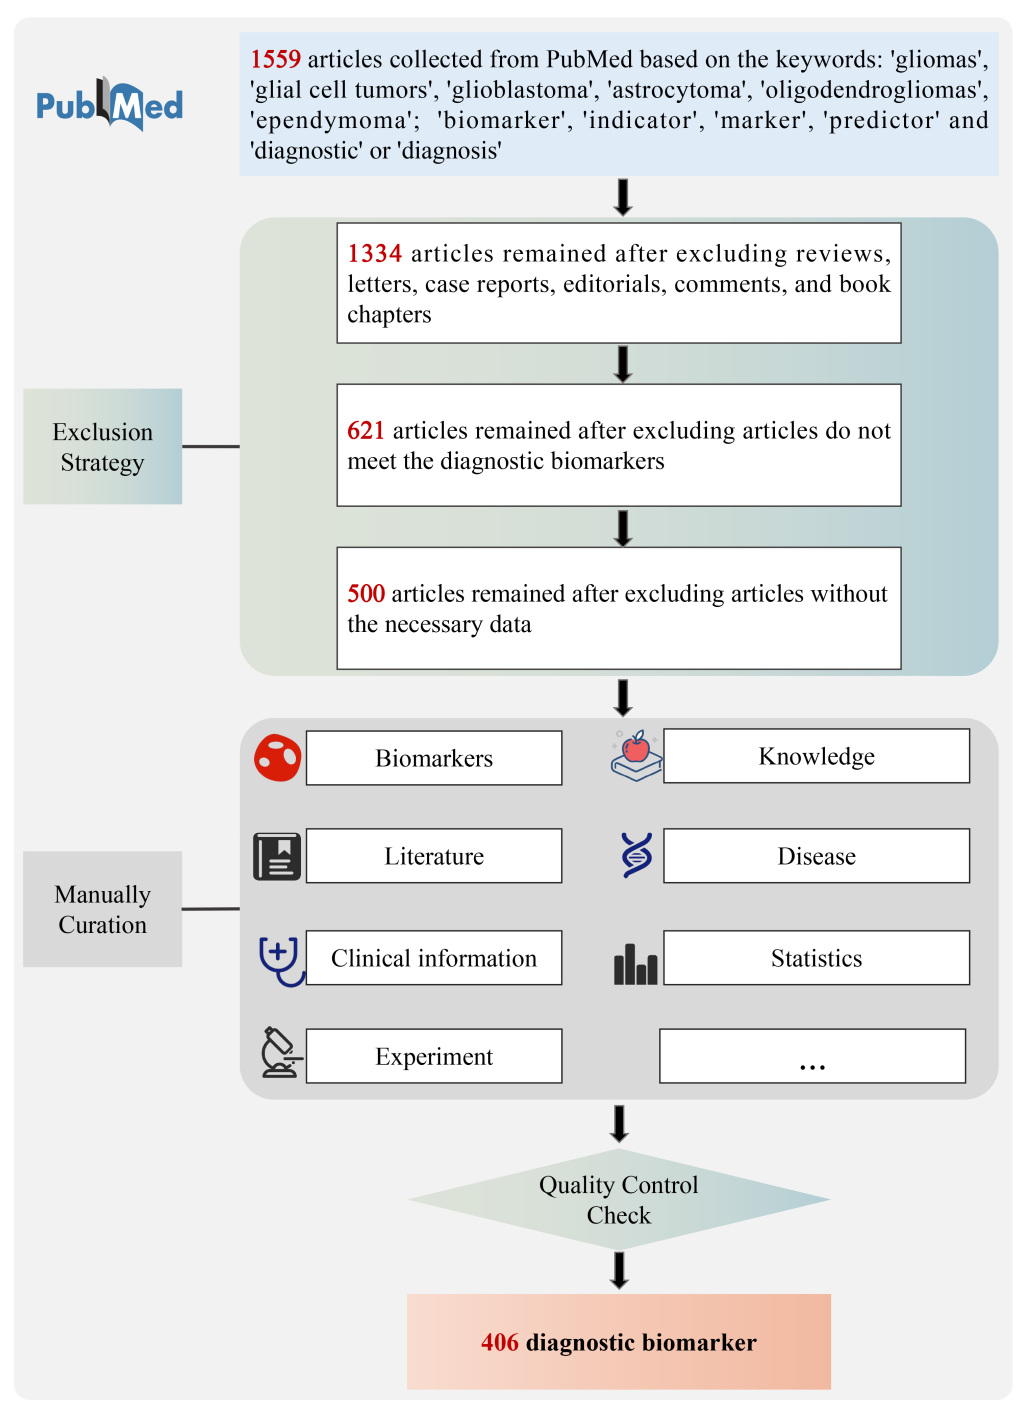 PubMed
1559 articles collected from PubMed based on the keywords: 'gliomas',
'glial cell tumors', 'glioblastoma', 'astrocytoma', 'oligodendrogliomas',
'ependymoma'; 'biomarker', 'indicator', 'marker', 'predictor' and
'diagnostic' or 'diagnosis'
1334 articles remained after excluding reviews,
letters, case reports, editorials, comments, and book
chapters
Exclusion
Strategy
621 articles remained after excluding articles do not
meet the diagnostic biomarkers
500 articles remained after excluding articles without
the necessary data
Biomarkers
Knowledge
Literature
Disease
Manually
Curation
Clinical information
Statistics
Experiment
...
Quality Control
Check
406 diagnostic biomarker